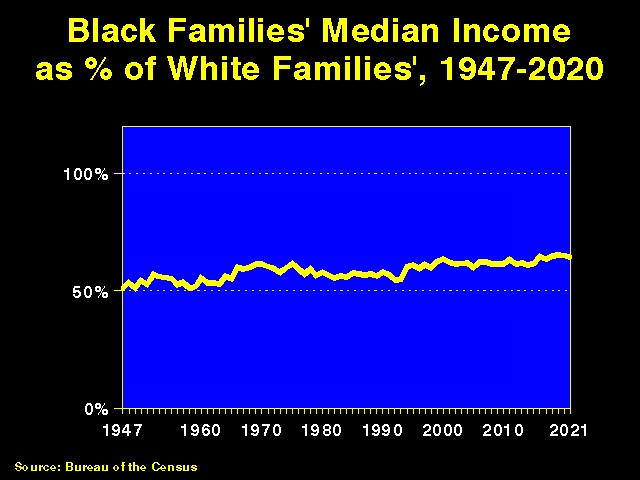 Black Families' Median Income
as % of White Families', 1947-2020
100%
50%
0%
1947 1960 1970 1980 1990 2000 2010 2021
Source: Bureau of the Census